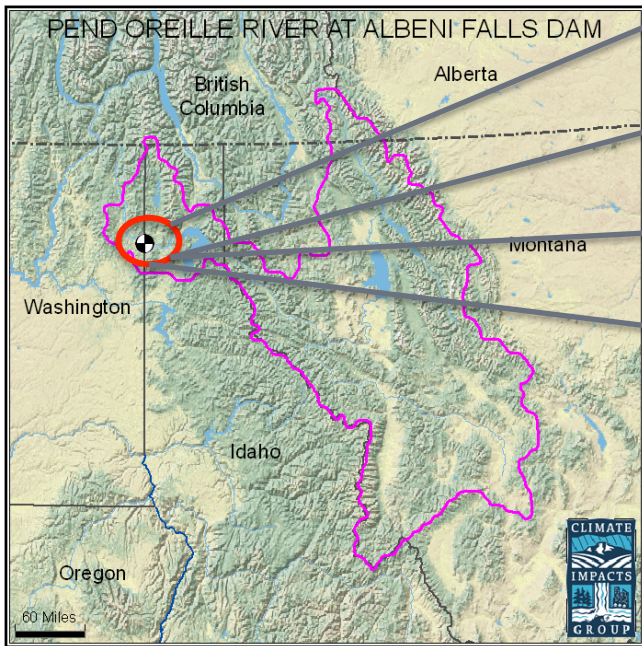 PEND OREILLE RIVER AT ALBENI FALLS DAM
British
Columbia
Alberta
Montana
Washington
Idaho
Oregon
60 Miles
CLIMATE
IMPACTS
GROUP